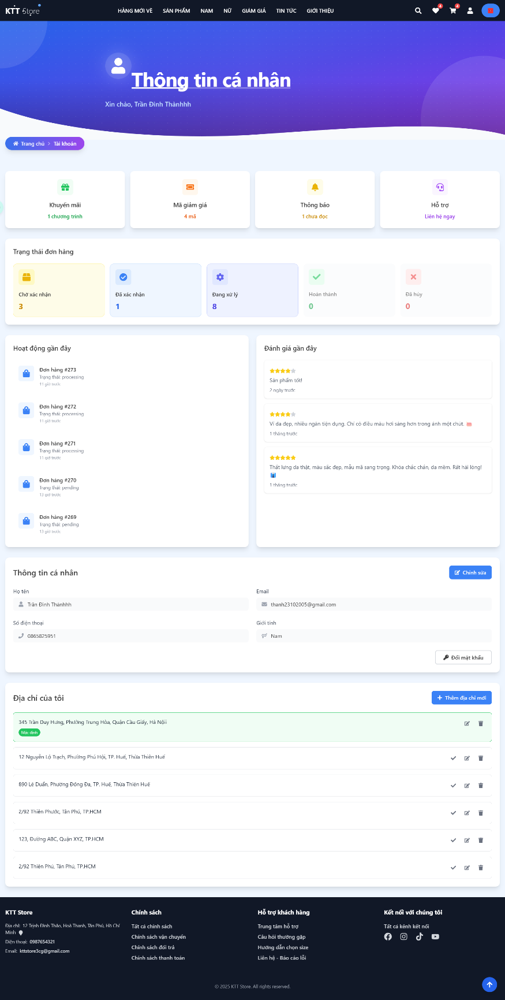 KTT Store
HÀNG MỚI VỀ
SẢN PHẨM
NAM
NỮ
GIẢM GIÁ
TIN TỨC
GIỚI THIỆU
4
4
Thông tin cá nhân
Xin chào, Trần Đình Thànhhh
Trang chủ
Tài khoản
Khuyến mãi
1 chương trình
Mã giảm giá
4 mã
Thông báo
1 chưa đọc
Hỗ trợ
Liên hệ ngay
Trạng thái đơn hàng
Chờ xác nhận
3
Đã xác nhận
1
Đang xử lý
8
Hoàn thành
0
Đã hủy
0
Hoạt động gần đây
Đơn hàng #273
Trạng thái: processing
11 giờ trước
Đơn hàng #272
Trạng thái: processing
11 giờ trước
Đơn hàng #271
Trạng thái: processing
11 giờ trước
Đơn hàng #270
Trạng thái: pending
13 giờ trước
Đơn hàng #269
Trạng thái: pending
13 giờ trước
Đánh giá gần đây
Sản phẩm tốt!
2 ngày trước
Ví da đẹp, nhiều ngăn tiện dụng. Chỉ có điều màu hơi sáng hơn trong ảnh một chút.
1 tháng trước
Thắt lưng da thật, màu sắc đẹp, mẫu mã sang trọng. Khóa chắc chắn, da mềm. Rất hài lòng!
1 tháng trước
Thông tin cá nhân
Chỉnh sửa
Họ tên
Trần Đình Thànhhh
Email
thanh23102005@gmail.com
Số điện thoại
0865825951
Giới tính
Nam
Đổi mật khẩu
Địa chỉ của tôi
Thêm địa chỉ mới
345 Trần Duy Hưng, Phường Trung Hòa, Quận Cầu Giấy, Hà Nộii
Mặc định
12 Nguyễn Lộ Trạch, Phường Phú Hội, TP. Huế, Thừa Thiên Huế
890 Lê Duẩn, Phường Đống Đa, TP. Huế, Thừa Thiên Huế
2/92 Thiên Phước, Tân Phú, TP.HCM
123, Đường ABC, Quận XYZ, TP.HCM
2/92 Thiên Phú, Tân Phú, TP.HCM
KTT Store
Địa chỉ: 12 Trịnh Đình Thảo, Hoà Thanh, Tân Phú, Hồ Chí
Minh
Điện thoại: 0987654321
Email: kttstore3cg@gmail.com
Chính sách
Tất cả chính sách
Chính sách vận chuyển
Chính sách đổi trả
Chính sách thanh toán
Hỗ trợ khách hàng
Trung tâm hỗ trợ
Câu hỏi thường gặp
Hướng dẫn chọn size
Liên hệ - Báo cáo lỗi
Kết nối với chúng tôi
Tất cả kênh kết nối
© 2025 KTT Store. All rights reserved.